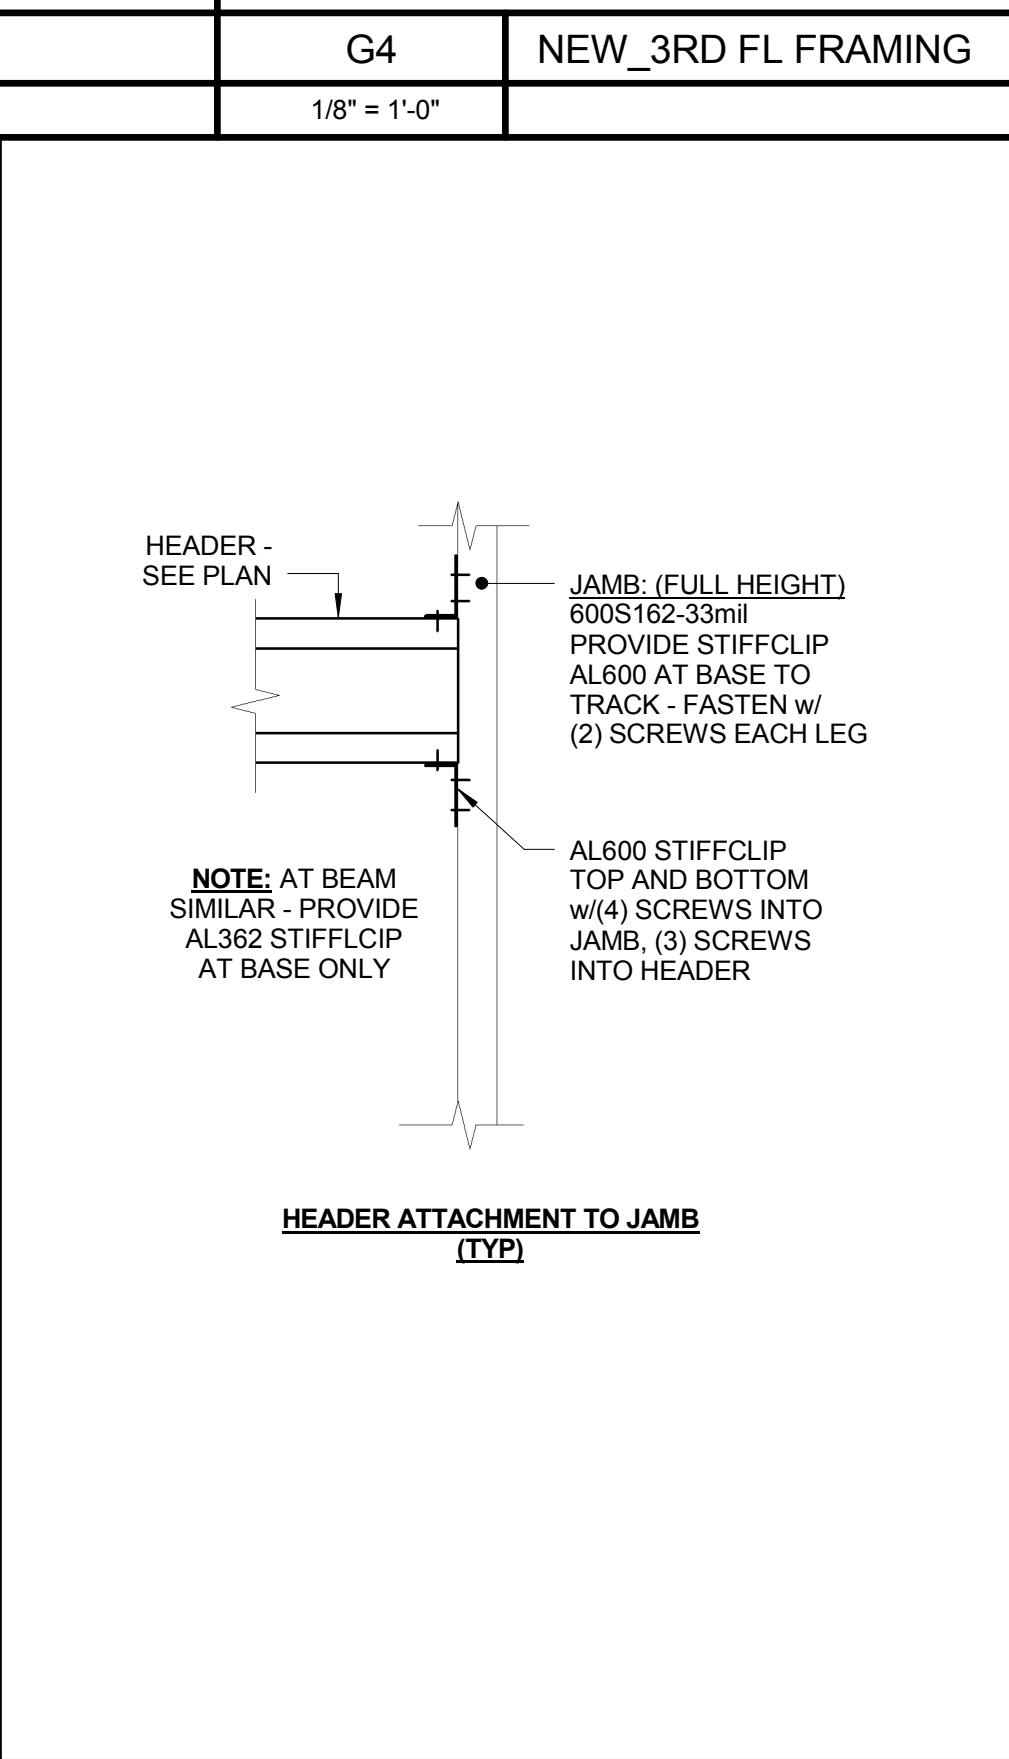 G4
NEW_3RD FL FRAMING
1/8" = 1'-0"
HEADER -
SEE PLAN
JAMB: (FULL HEIGHT)
600S162-33mil
PROVIDE STIFFCLIP
AL600 AT BASE TO
TRACK - FASTEN w/
(2) SCREWS EACH LEG
AL600 STIFFCLIP
TOP AND BOTTOM
w/(4) SCREWS INTO
JAMB, (3) SCREWS
INTO HEADER
NOTE: AT BEAM
SIMILAR - PROVIDE
AL362 STIFFLCIP
AT BASE ONLY
HEADER ATTACHMENT TO JAMB
(TYP)